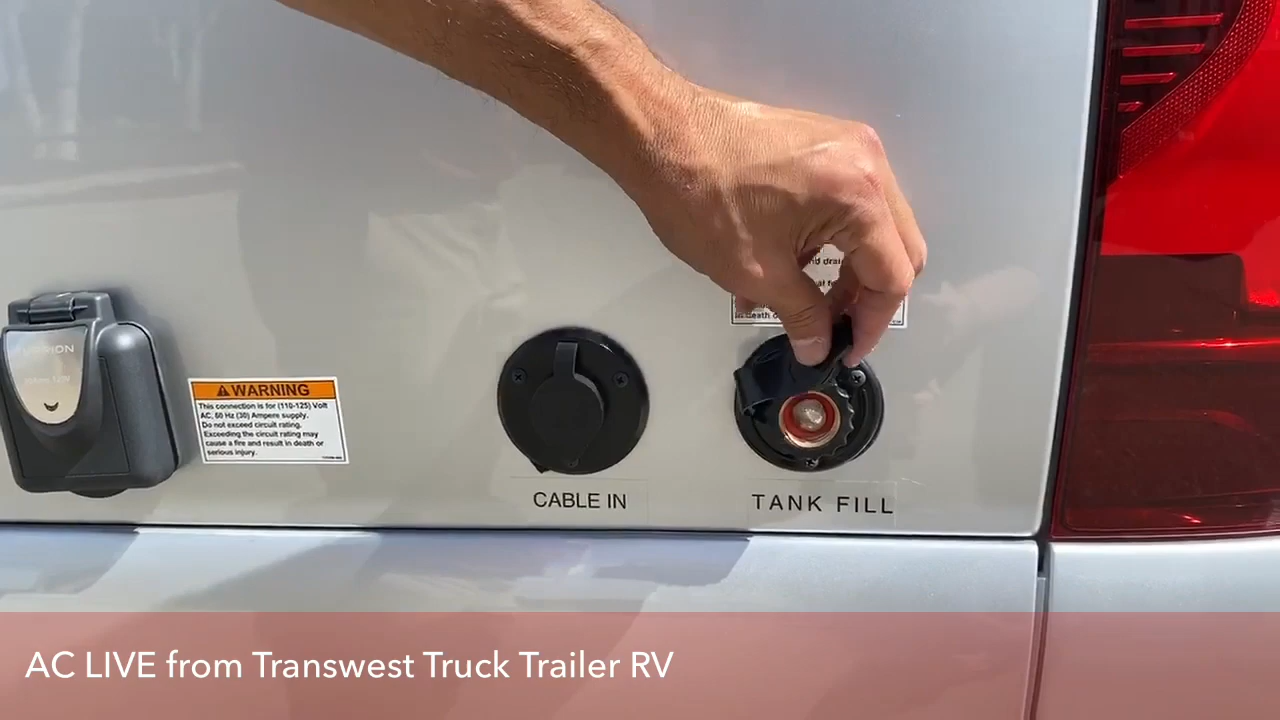 WARNING
This connection is for (110-125) Volt
AC, 60 Hz (30) Ampere supply.
Do not exceed circuit rating.
Exceeding the circuit rating may
cause a fire and result in death or
serious injury.
in death
CABLE IN
TANK FILL
AC LIVE from Transwest Truck Trailer RV